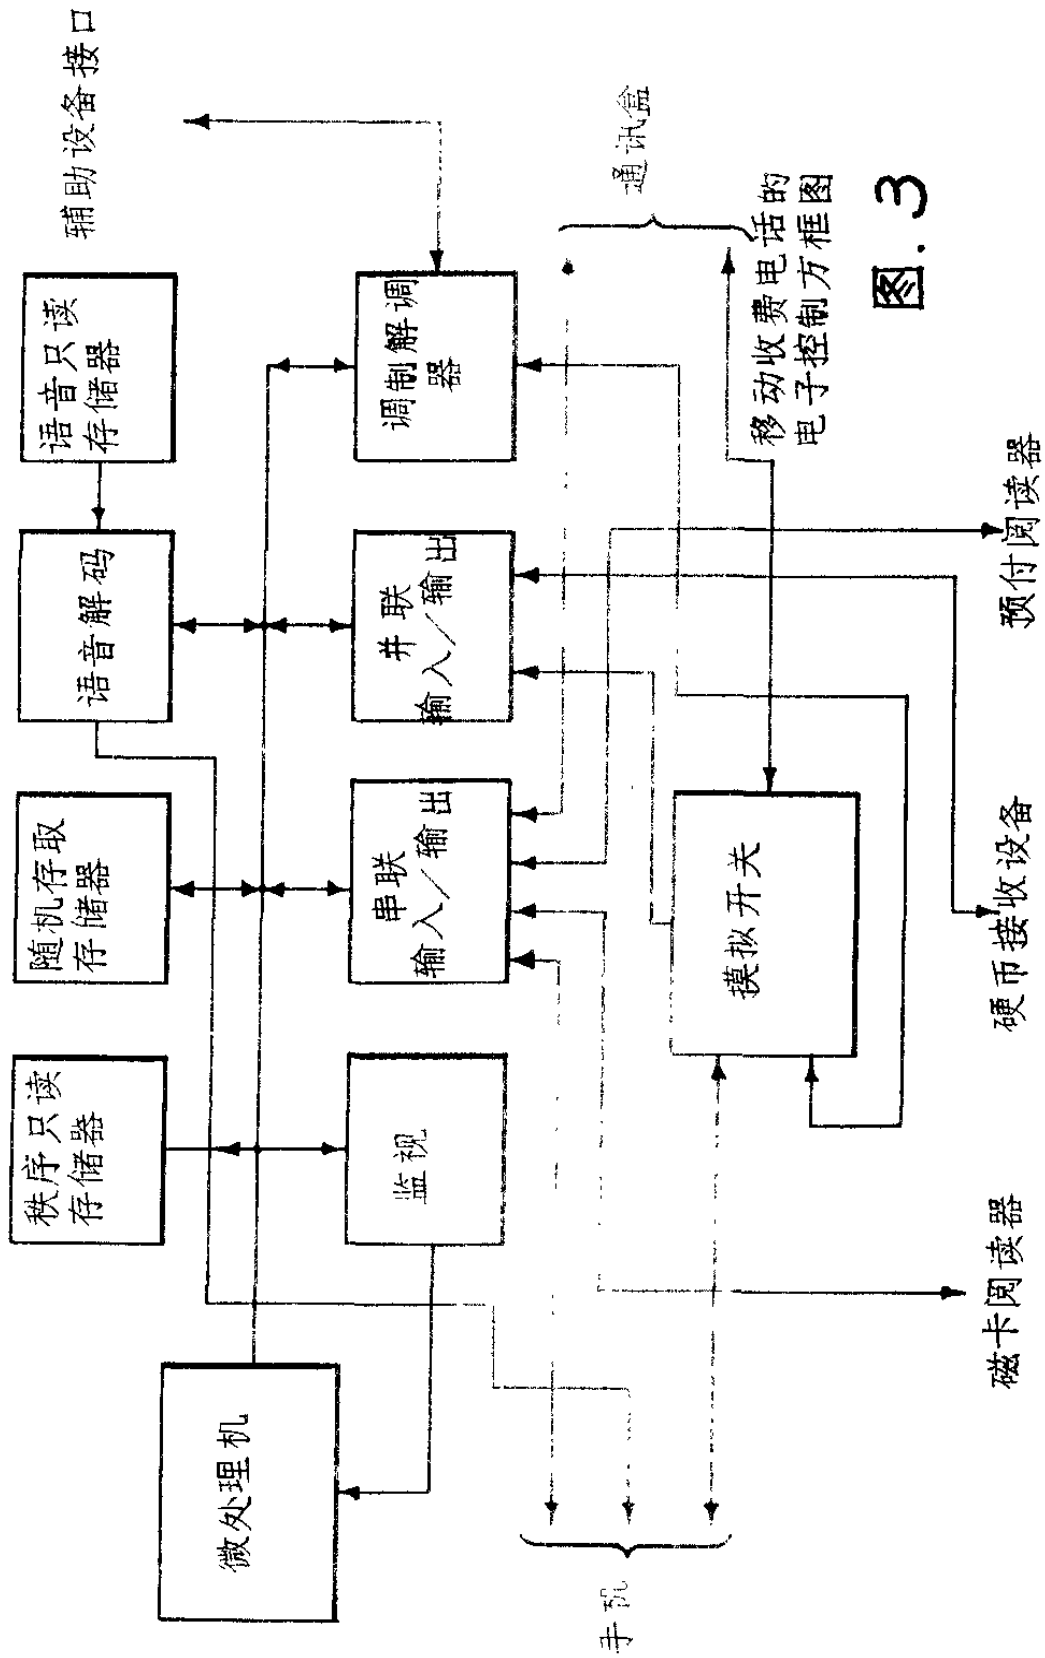 秩序只读
存储器
随机存取
存储器
语音解码
语音只读
存储器
辅助设备接口
微处理机
监视
串联
输入/输出
并联
输入/输出
调制解调
器
手机
摸拟开关
通讯盒
移动收费电话的
电子控制方框图
磁卡阅读器
硬币接收设备
预付阅读器
图.3